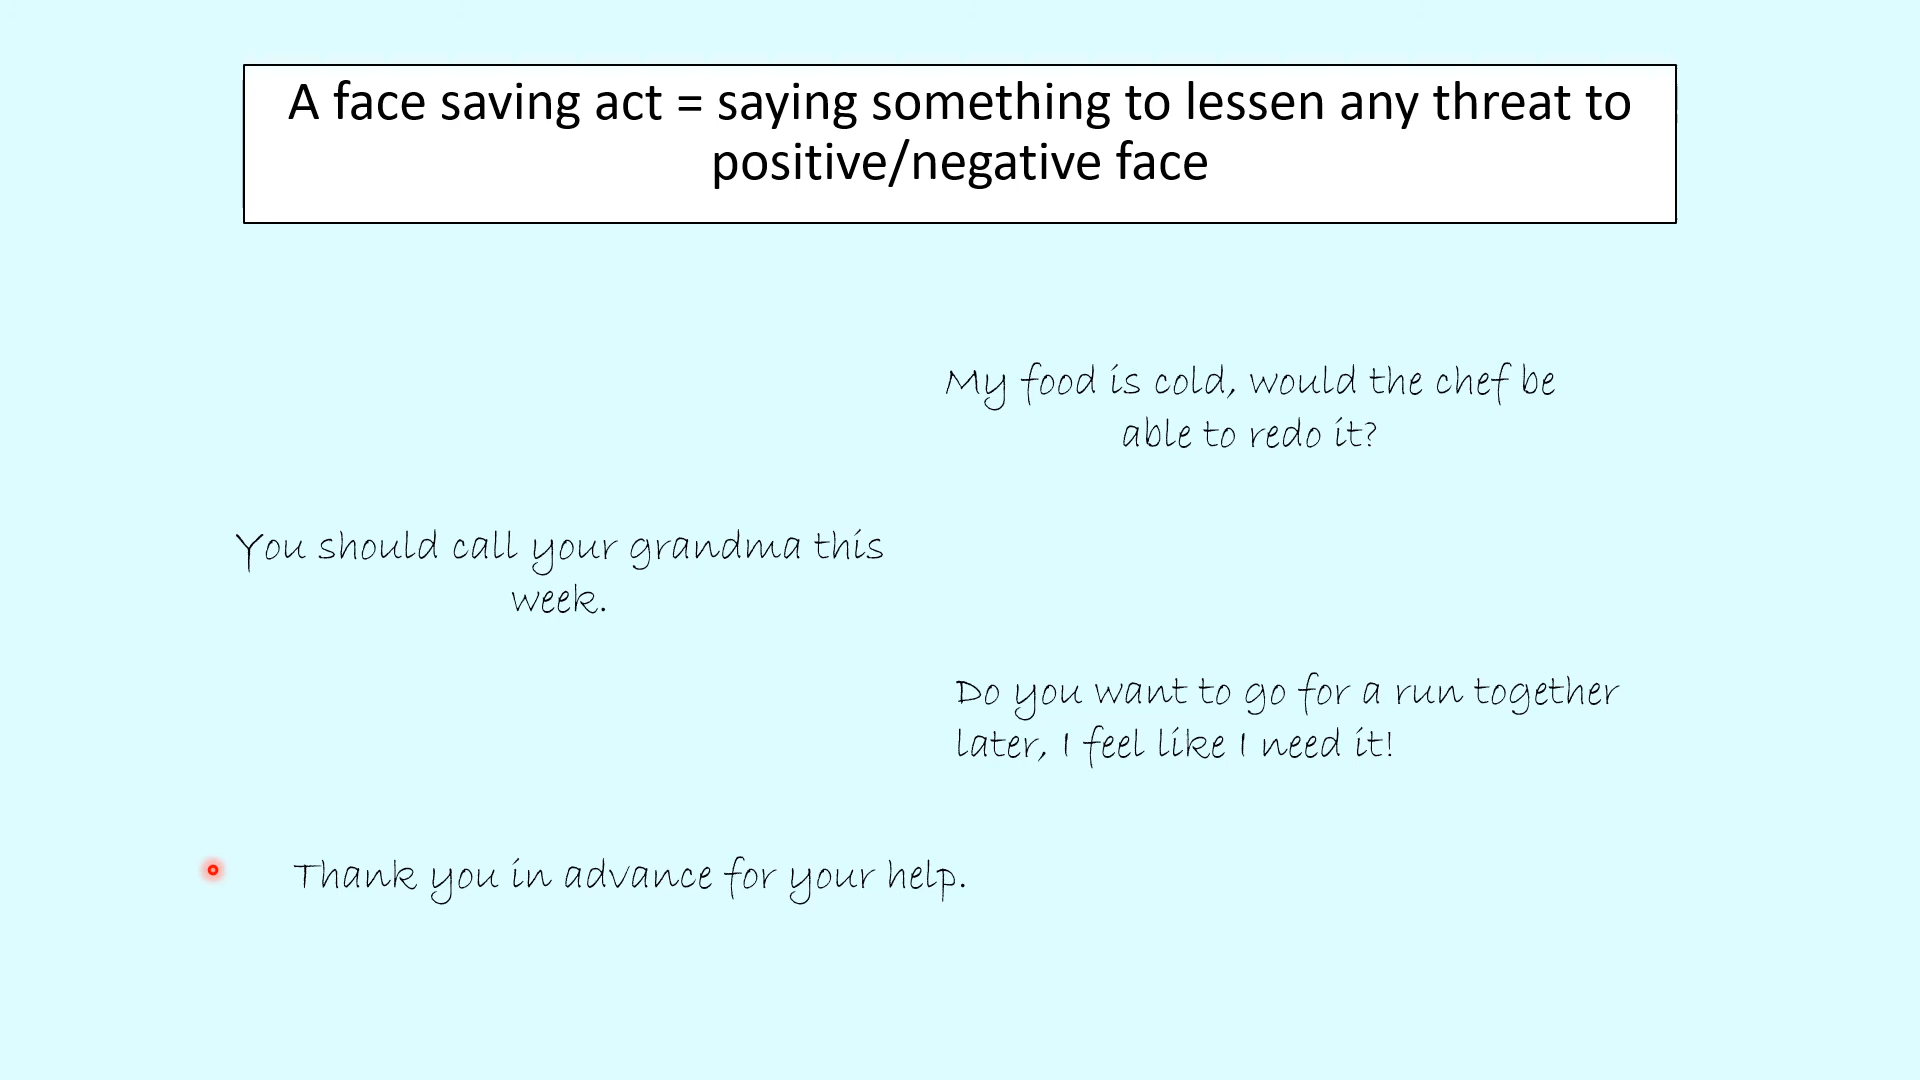 A face saving act = saying something to lessen any threat to
positive/negative face
My food is cold, would the chef be
able to redo it?
You should call your grandma this
week.
Do you want to go for a run together
later, I feel like I need it!
Thank you in advance for your help.